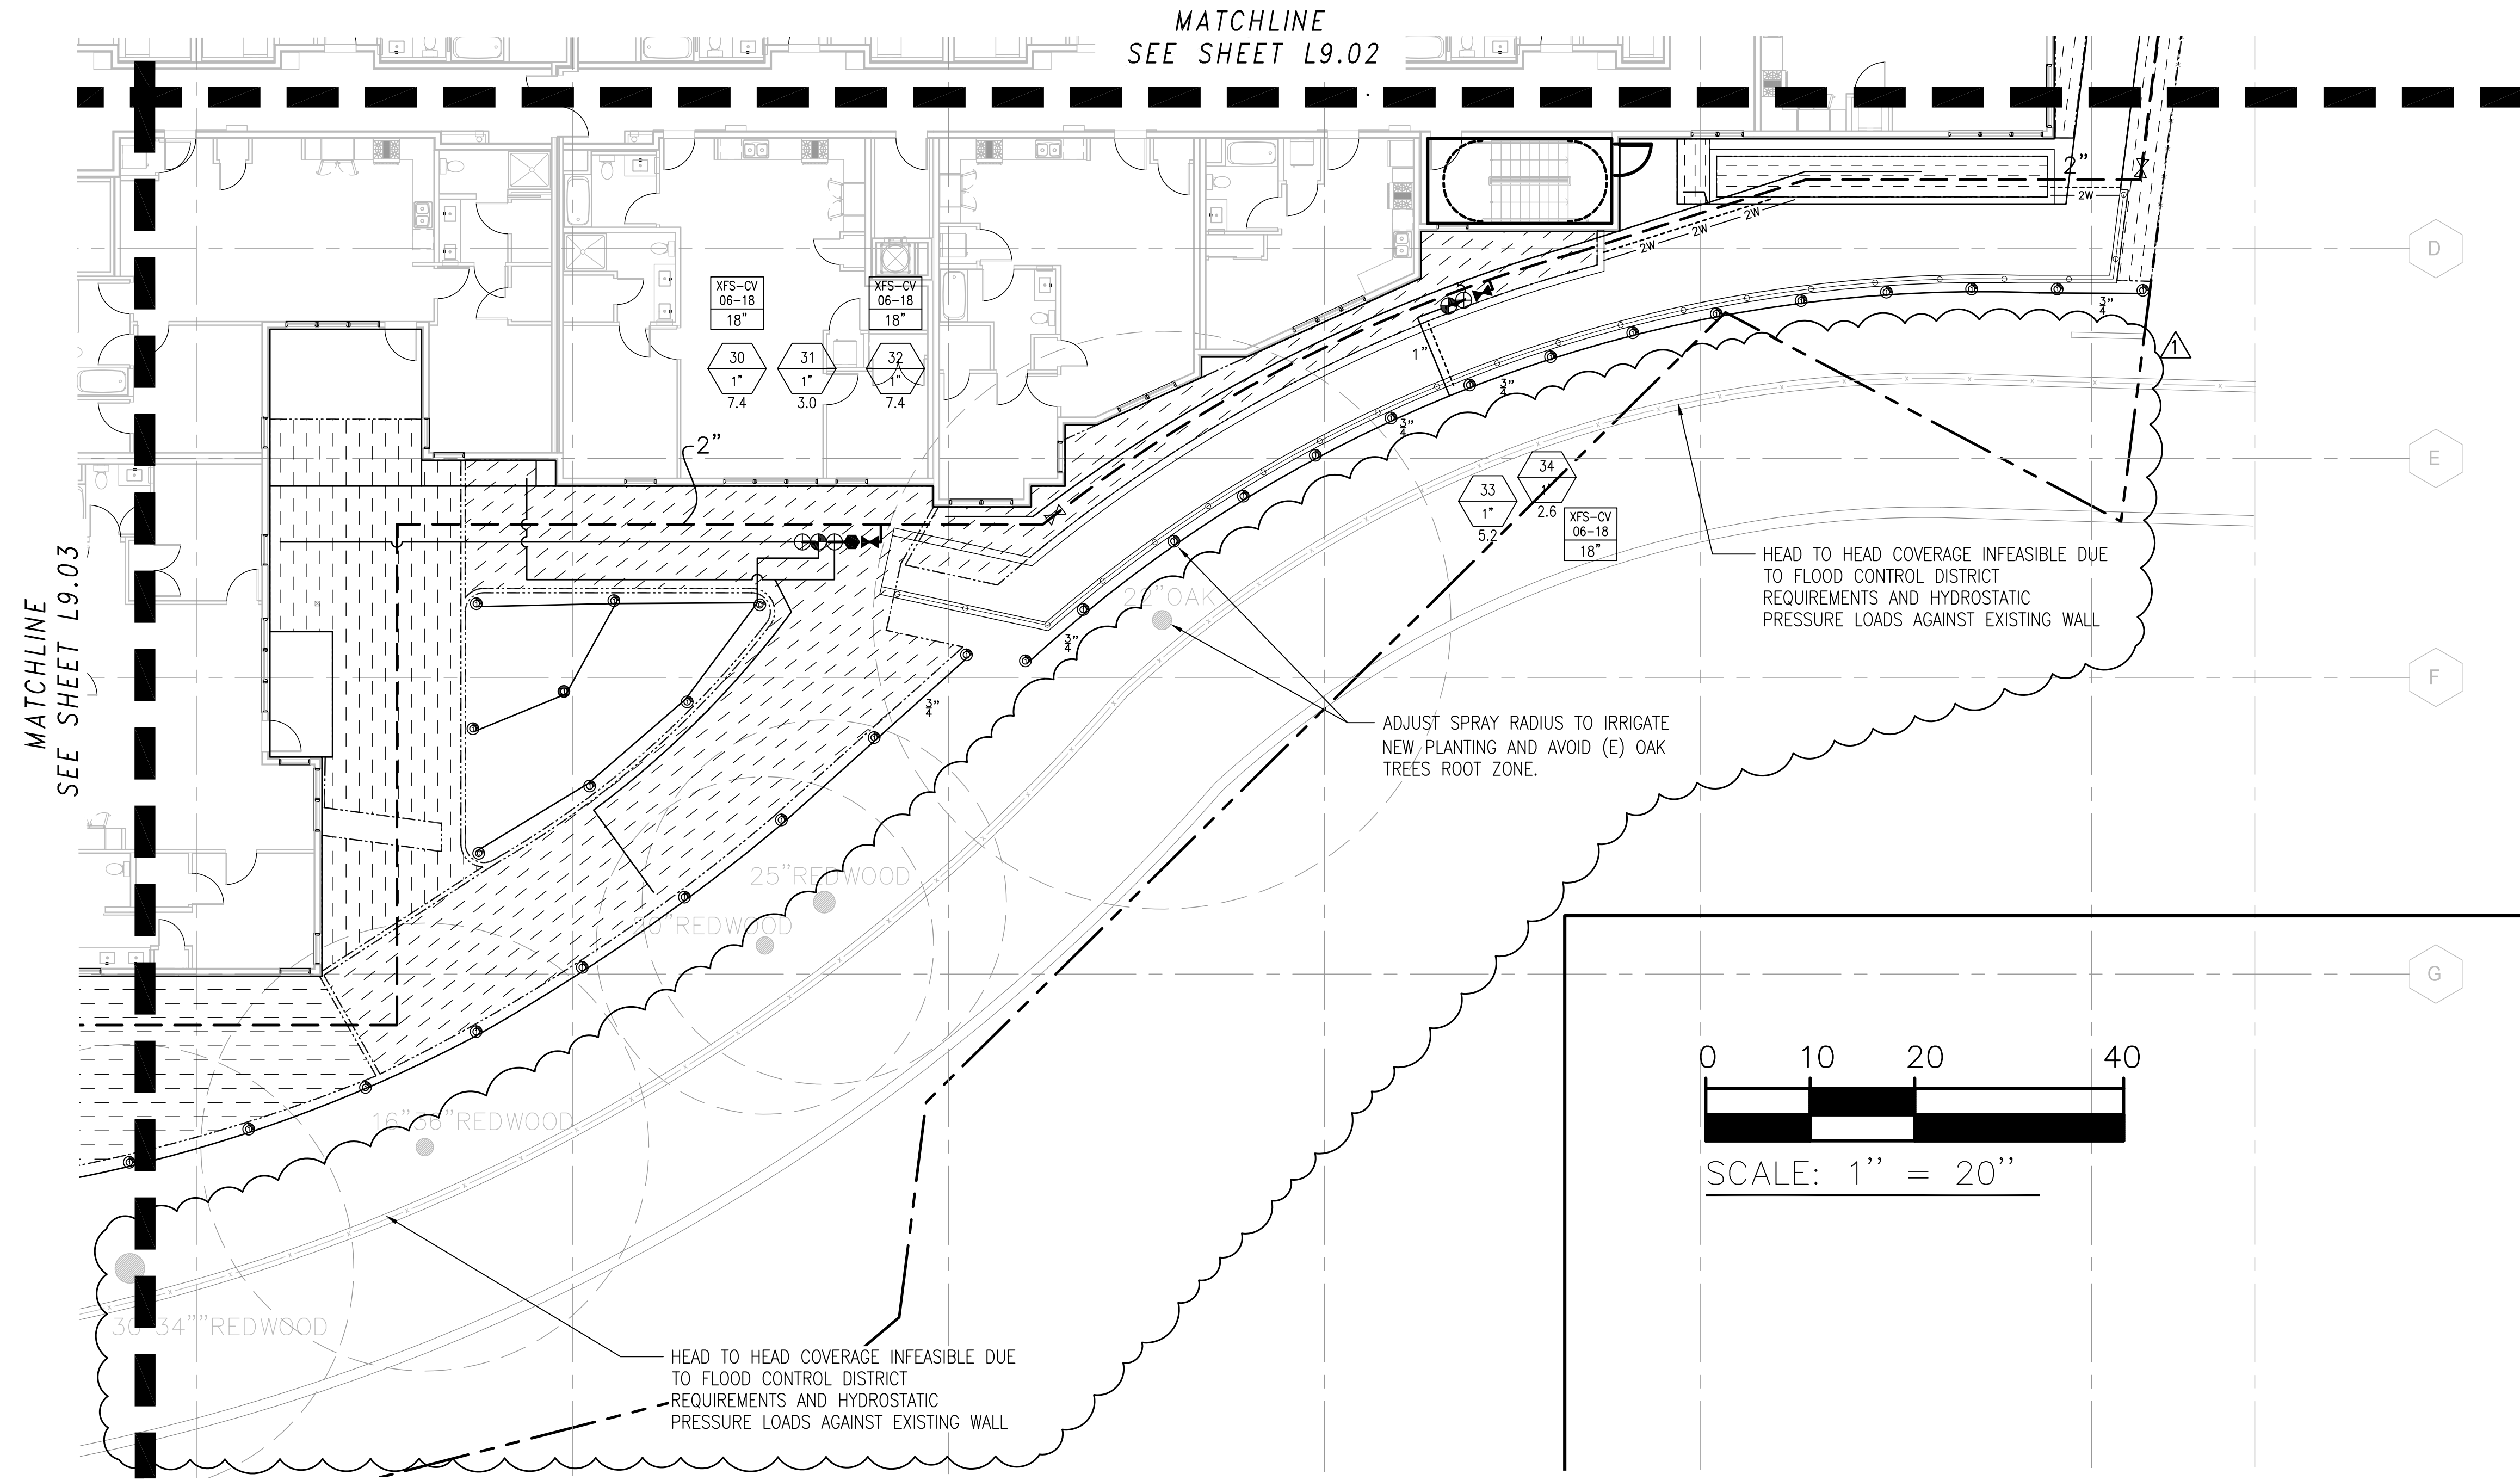 MATCHLINE
SEE SHEET L9.02
2"
2W
2W
2W
2W
D
XFS-CV
06-18
18"
XFS-CV
06-18
18"
30
1"
7.4
31
1"
3.0
32
1"
7.4
3/4"
1
1"
3/4"
3/4"
2"
E
33
1"
5.2
34
1"
2.6
XFS-CV
06-18
18"
HEAD TO HEAD COVERAGE INFEASIBLE DUE
TO FLOOD CONTROL DISTRICT
REQUIREMENTS AND HYDROSTATIC
PRESSURE LOADS AGAINST EXISTING WALL
MATCHLINE
SEE SHEET L9.03
22"OAK
3/4"
3/4"
F
ADJUST SPRAY RADIUS TO IRRIGATE
NEW PLANTING AND AVOID (E) OAK
TREES ROOT ZONE.
25"REDWOOD
REDWOOD
G
0 10 20 40
SCALE: 1'' = 20''
REDWOOD
REDWOOD
HEAD TO HEAD COVERAGE INFEASIBLE DUE
TO FLOOD CONTROL DISTRICT
REQUIREMENTS AND HYDROSTATIC
PRESSURE LOADS AGAINST EXISTING WALL